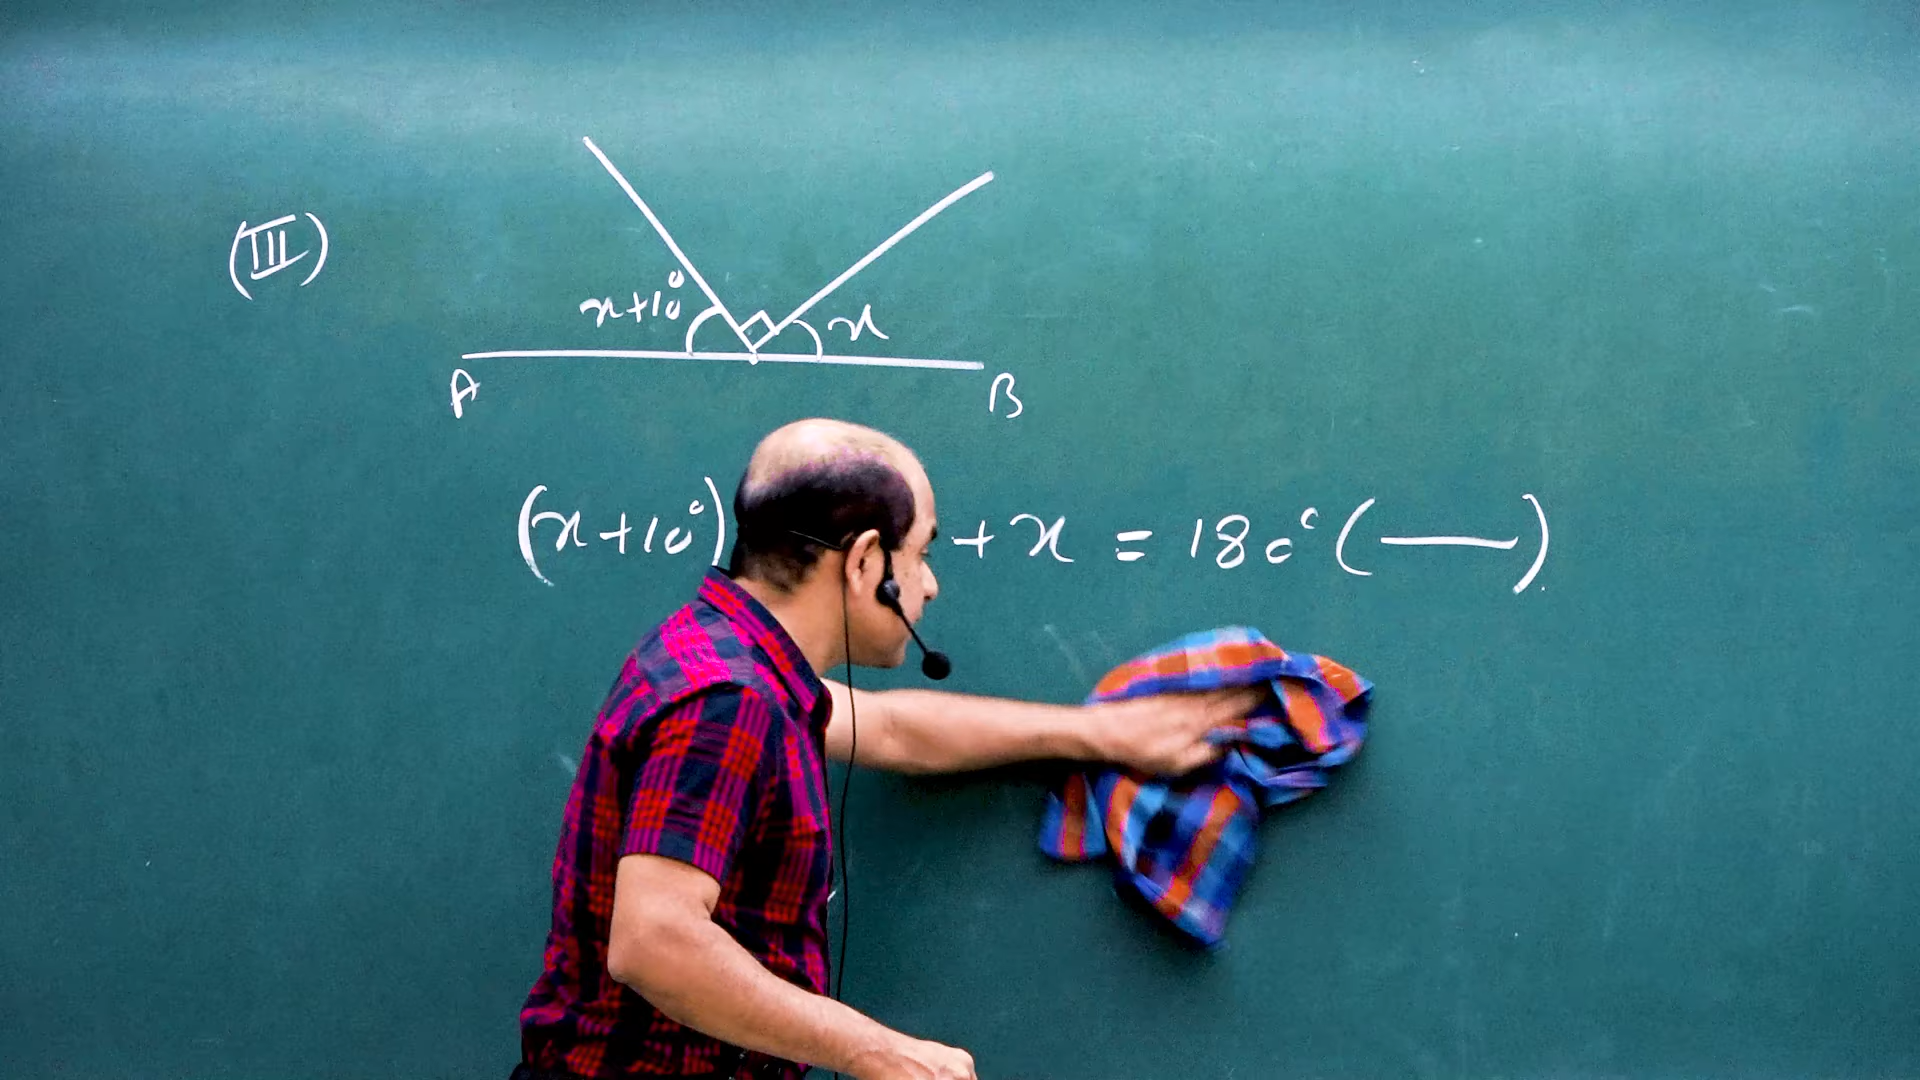 (III)
x+10° x
A B
(x+10°) + x = 180° (—)